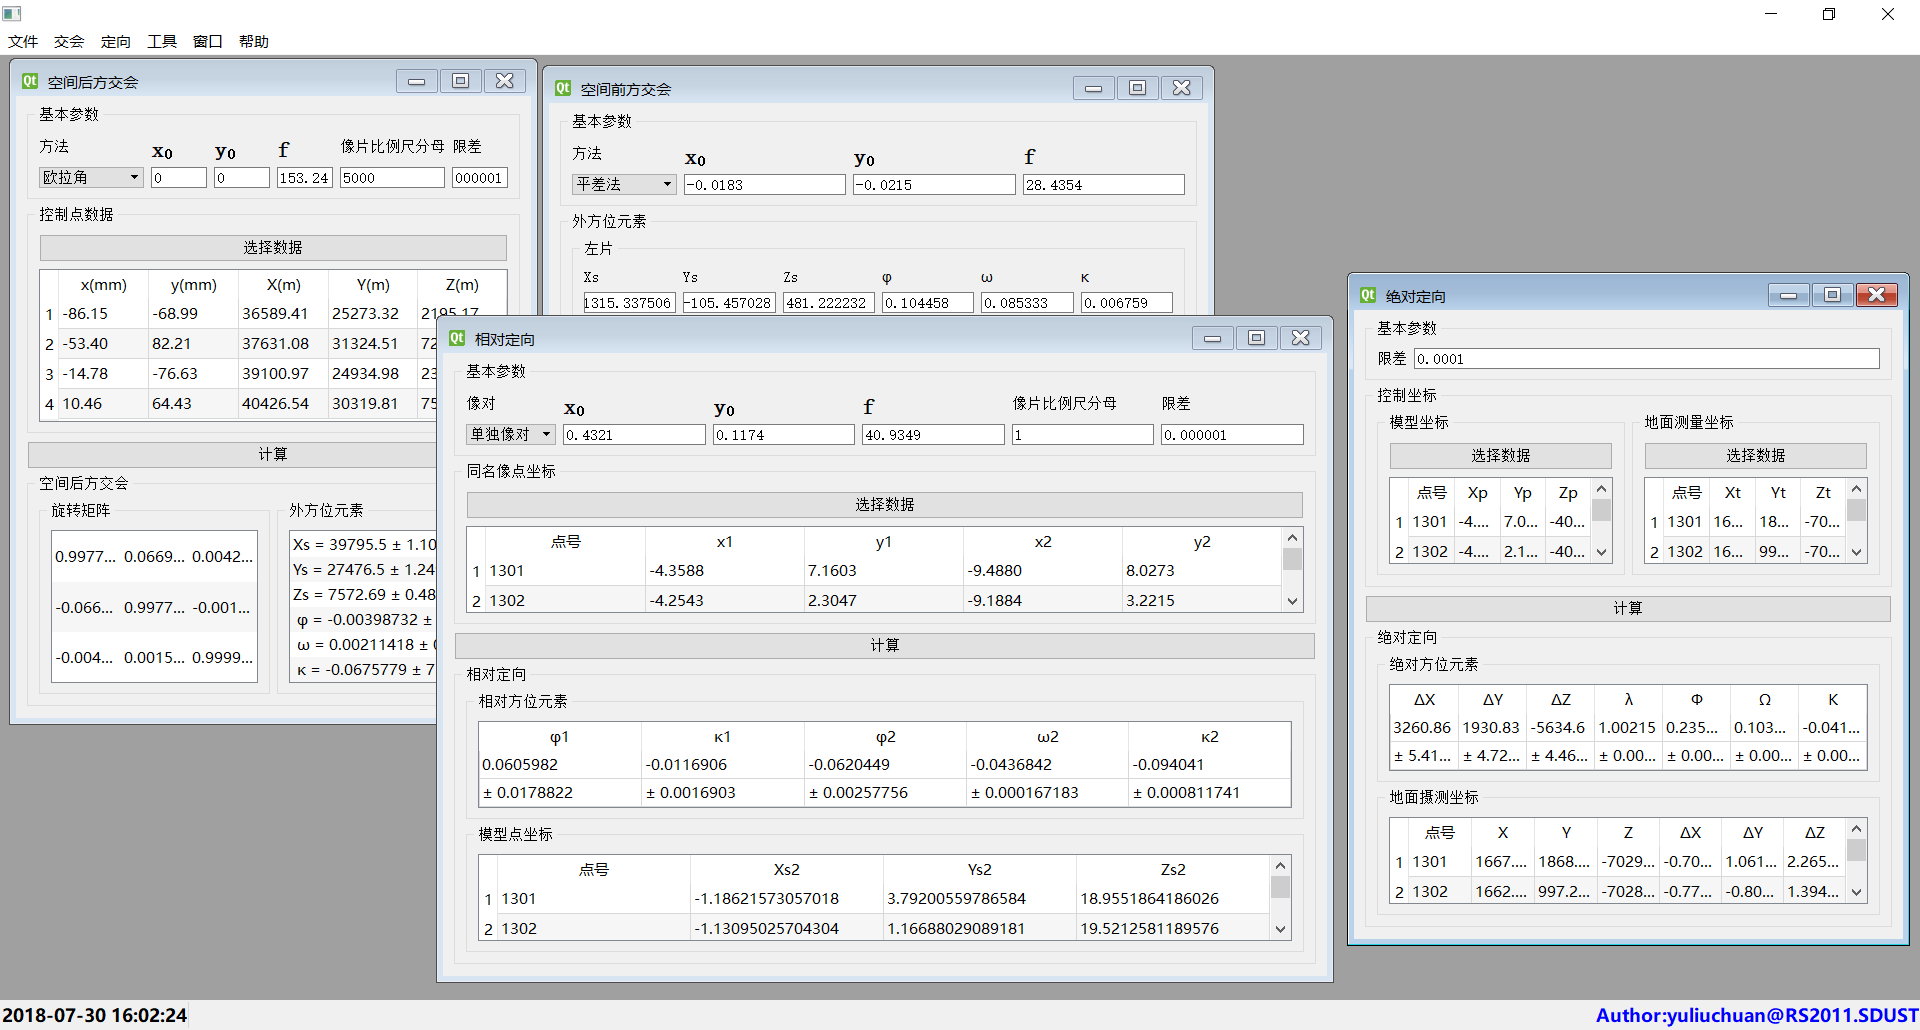 文件 交会 定向 工具 窗口 帮助
空间后方交会
基本参数
方法 x₀ y₀ f 像片比例尺分母 限差
欧拉角 0 0 153.24 5000 000001
控制点数据
选择数据
x(mm) y(mm) X(m) Y(m) Z(m)
1 -86.15 -68.99 36589.41 25273.32 2195.17
2 -53.40 82.21 37631.08 31324.51 72
3 -14.78 -76.63 39100.97 24934.98 23
4 10.46 64.43 40426.54 30319.81 75
计算
空间后方交会
旋转矩阵
0.9977... 0.0669... 0.0042...
-0.066... 0.9977... -0.001...
-0.004... 0.0015... 0.9999...
外方位元素
Xs = 39795.5 ± 1.10
Ys = 27476.5 ± 1.24
Zs = 7572.69 ± 0.48
φ = -0.00398732 ±
ω = 0.00211418 ±
κ = -0.0675779 ± 7
空间前方交会
基本参数
方法 x₀ y₀ f
平差法 -0.0183 -0.0215 28.4354
外方位元素
左片
Xs Ys Zs φ ω κ
1315.337506 -105.457028 481.222232 0.104458 0.085333 0.006759
相对定向
基本参数
像对 x₀ y₀ f 像片比例尺分母 限差
单独像对 0.4321 0.1174 40.9349 1 0.000001
同名像点坐标
选择数据
点号 x1 y1 x2 y2
1 1301 -4.3588 7.1603 -9.4880 8.0273
2 1302 -4.2543 2.3047 -9.1884 3.2215
计算
相对定向
相对方位元素
φ1 κ1 φ2 ω2 κ2
0.0605982 -0.0116906 -0.0620449 -0.0436842 -0.094041
± 0.0178822 ± 0.0016903 ± 0.00257756 ± 0.000167183 ± 0.000811741
模型点坐标
点号 Xs2 Ys2 Zs2
1 1301 -1.18621573057018 3.79200559786584 18.9551864186026
2 1302 -1.13095025704304 1.16688029089181 19.5212581189576
绝对定向
基本参数
限差 0.0001
控制坐标
模型坐标
选择数据
点号 Xp Yp Zp
1 1301 -4.... 7.0... -40...
2 1302 -4.... 2.1... -40...
地面测量坐标
选择数据
点号 Xt Yt Zt
1 1301 16... 18... -70...
2 1302 16... 99... -70...
计算
绝对定向
绝对方位元素
ΔX ΔY ΔZ λ Φ Ω Κ
3260.86 1930.83 -5634.6 1.00215 0.235... 0.103... -0.041...
± 5.41... ± 4.72... ± 4.46... ± 0.00... ± 0.00... ± 0.00... ± 0.00...
地面摄测坐标
点号 X Y Z ΔX ΔY ΔZ
1 1301 1667.... 1868.... -7029... -0.70... 1.061... 2.265...
2 1302 1662.... 997.2... -7028... -0.77... -0.80... 1.394...
2018-07-30 16:02:24
Author:yuliuchuan@RS2011.SDUST